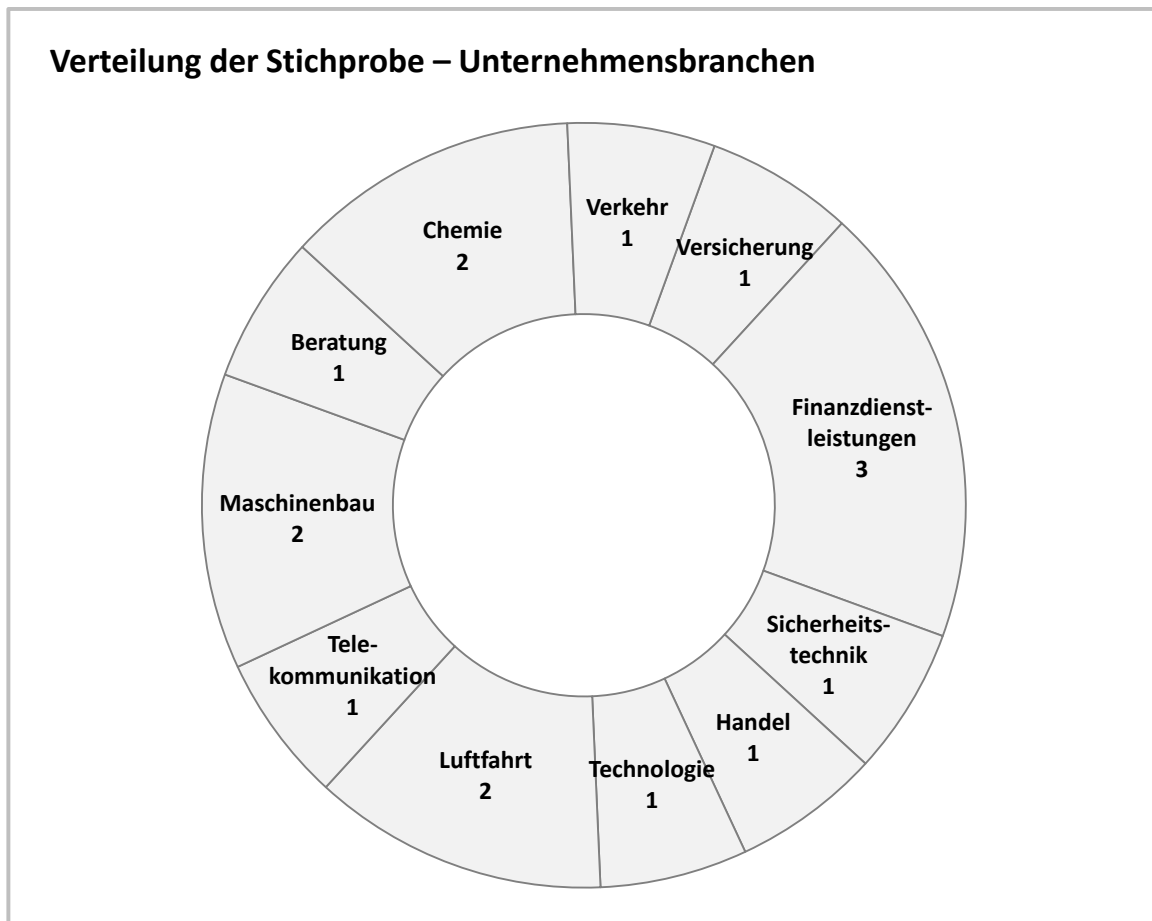 Verteilung der Stichprobe – Unternehmensbranchen
Verkehr
1
Versicherung
1
Finanzdienst-
leistungen
3
Sicherheits-
technik
1
Handel
1
Technologie
1
Luftfahrt
2
Tele-
kommunikation
1
Maschinenbau
2
Beratung
1
Chemie
2